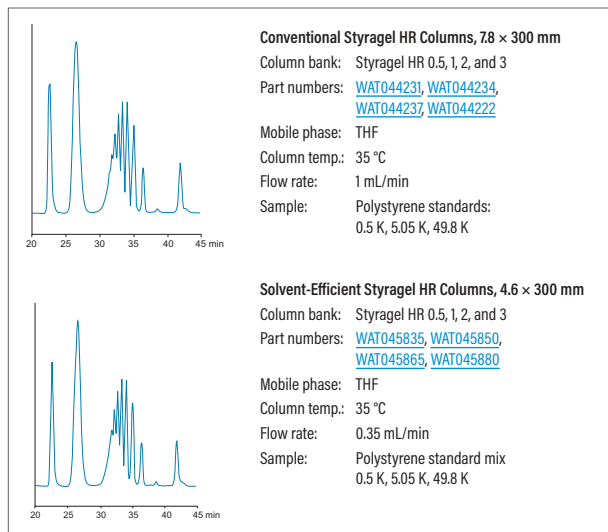 Conventional Styragel HR Columns, 7.8 × 300 mm
Column bank: Styragel HR 0.5, 1, 2, and 3
Part numbers: WAT044231, WAT044234,
WAT044237, WAT044222
Mobile phase: THF
Column temp.: 35 °C
Flow rate: 1 mL/min
Sample: Polystyrene standards:
0.5 K, 5.05 K, 49.8 K
20 25 30 35 40 45 min
Solvent-Efficient Styragel HR Columns, 4.6 × 300 mm
Column bank: Styragel HR 0.5, 1, 2, and 3
Part numbers: WAT045835, WAT045850,
WAT045865, WAT045880
Mobile phase: THF
Column temp.: 35 °C
Flow rate: 0.35 mL/min
Sample: Polystyrene standard mix
0.5 K, 5.05 K, 49.8 K
20 25 30 35 40 45 min